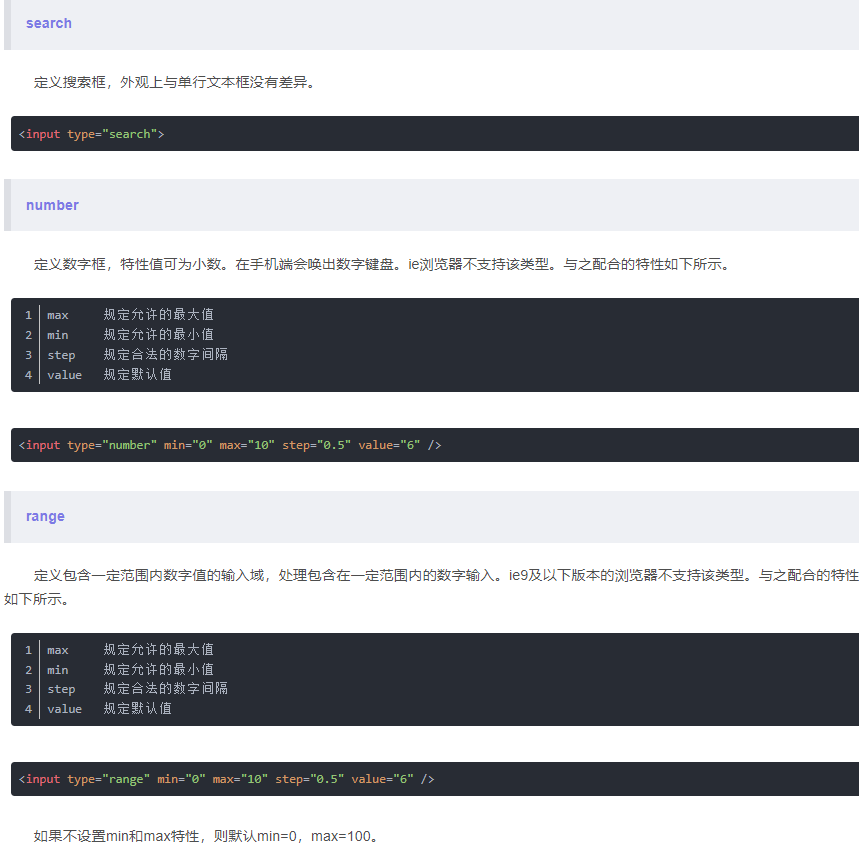 search
定义搜索框，外观上与单行文本框没有差异。
<input type="search">
number
定义数字框，特性值可为小数。在手机端会唤出数字键盘。ie浏览器不支持该类型。与之配合的特性如下所示。
1 max 规定允许的最大值
2 min 规定允许的最小值
3 step 规定合法的数字间隔
4 value 规定默认值
<input type="number" min="0" max="10" step="0.5" value="6" />
range
定义包含一定范围内数字值的输入域，处理包含在一定范围内的数字输入。ie9及以下版本的浏览器不支持该类型。与之配合的特性
如下所示。
1 max 规定允许的最大值
2 min 规定允许的最小值
3 step 规定合法的数字间隔
4 value 规定默认值
<input type="range" min="0" max="10" step="0.5" value="6" />
如果不设置min和max特性，则默认min=0，max=100。